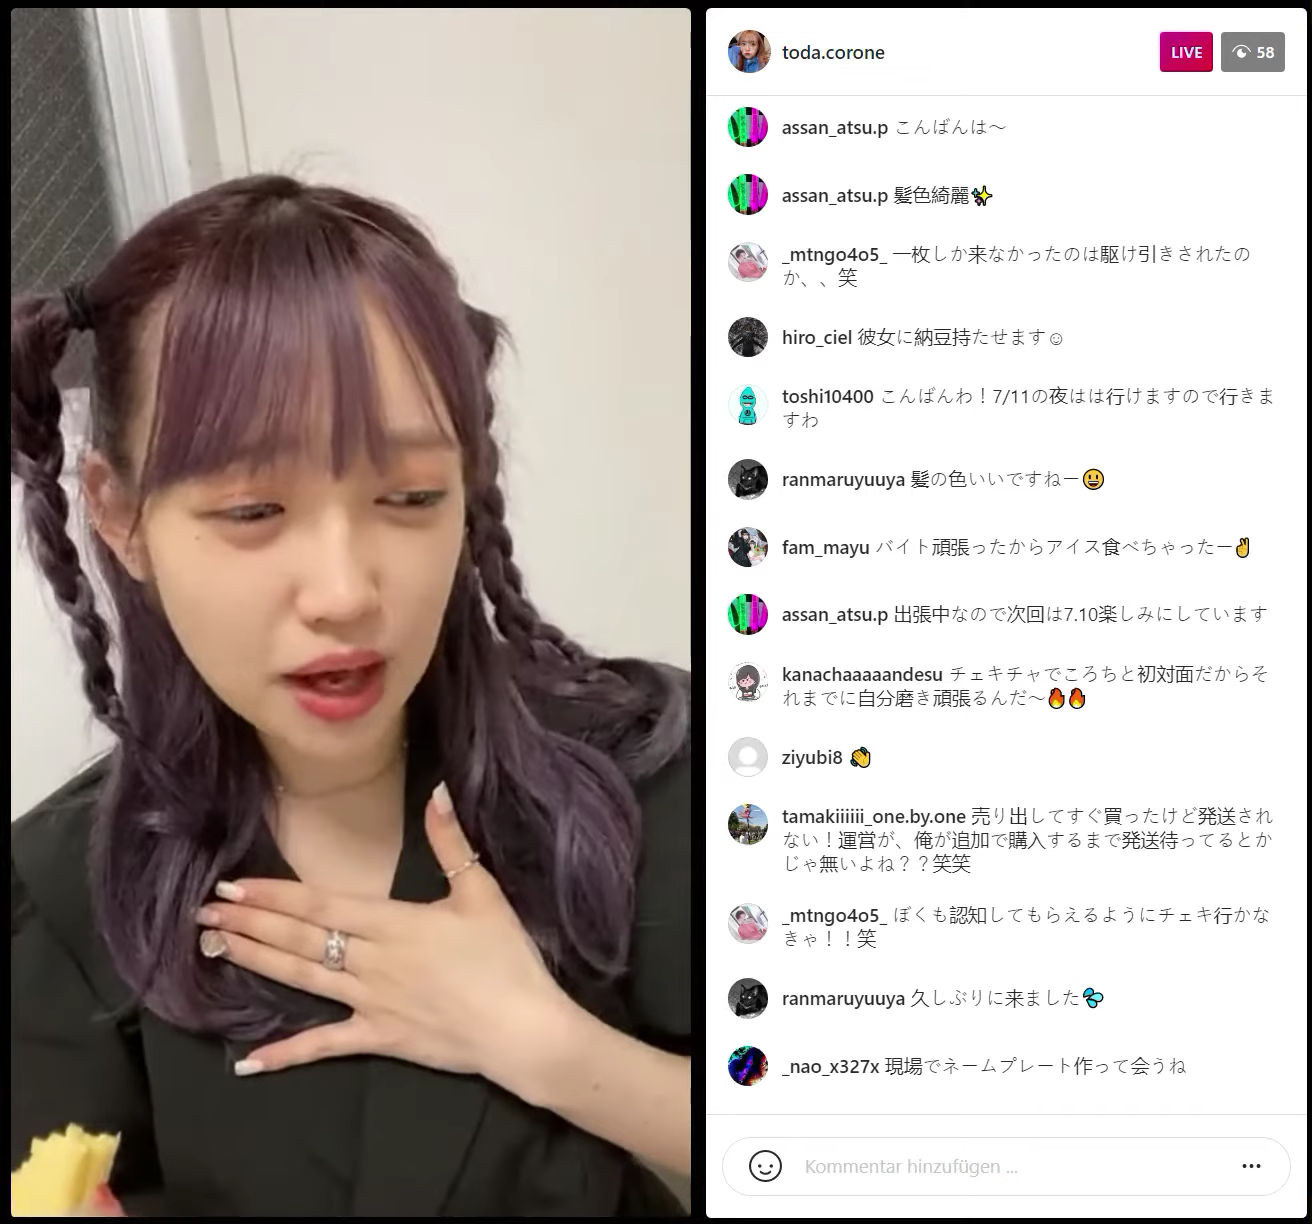 toda.corone
LIVE
58
assan_atsu.p こんばんは〜
assan_atsu.p 髪色綺麗✨
_mtngo4o5_ 一枚しか来なかったのは駆け引きされたの
か、、笑
hiro_ciel 彼女に納豆持たせます☺
toshi10400 こんばんわ！7/11の夜はは行けますので行きま
すわ
ranmaruyuuya 髪の色いいですねー😃
fam_mayu バイト頑張ったからアイス食べちゃったー✌
assan_atsu.p 出張中なので次回は7.10楽しみにしています
kanachaaaaandesu チェキチャでころちと初対面だからそ
れまでに自分磨き頑張るんだ〜🔥🔥
ziyubi8 👏
tamakiiiiii_one.by.one 売り出してすぐ買ったけど発送され
ない！運営が、俺が追加で購入するまで発送待ってるとか
じゃ無いよね？？笑笑
_mtngo4o5_ ぼくも認知してもらえるようにチェキ行かな
きゃ！！笑
ranmaruyuuya 久しぶりに来ました💦
_nao_x327x 現場でネームプレート作って会うね
Kommentar hinzufügen ...